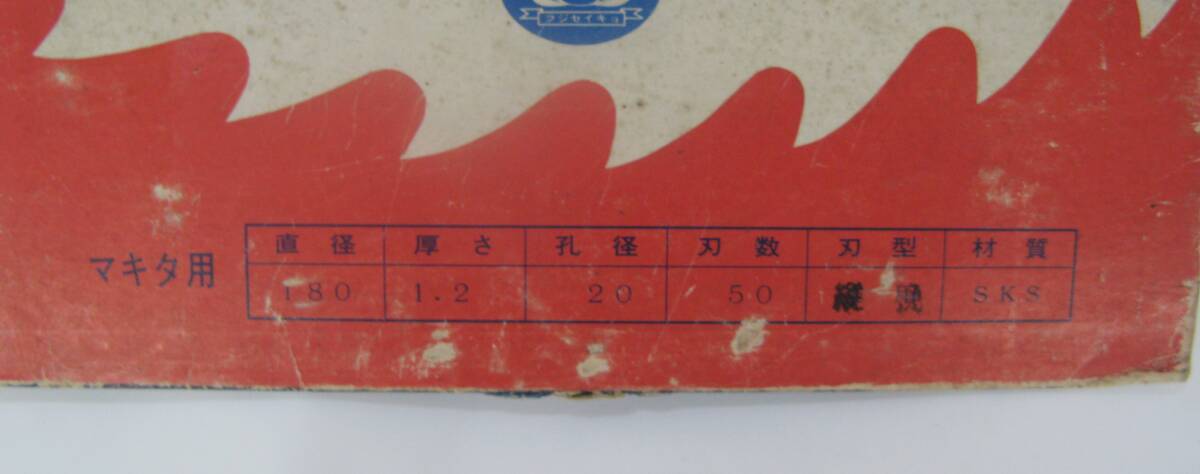 フジセイキョ
マキタ用
直径 厚さ 孔径 刃数 刃型 材質
180 1.2 20 50 縦挽 SKS